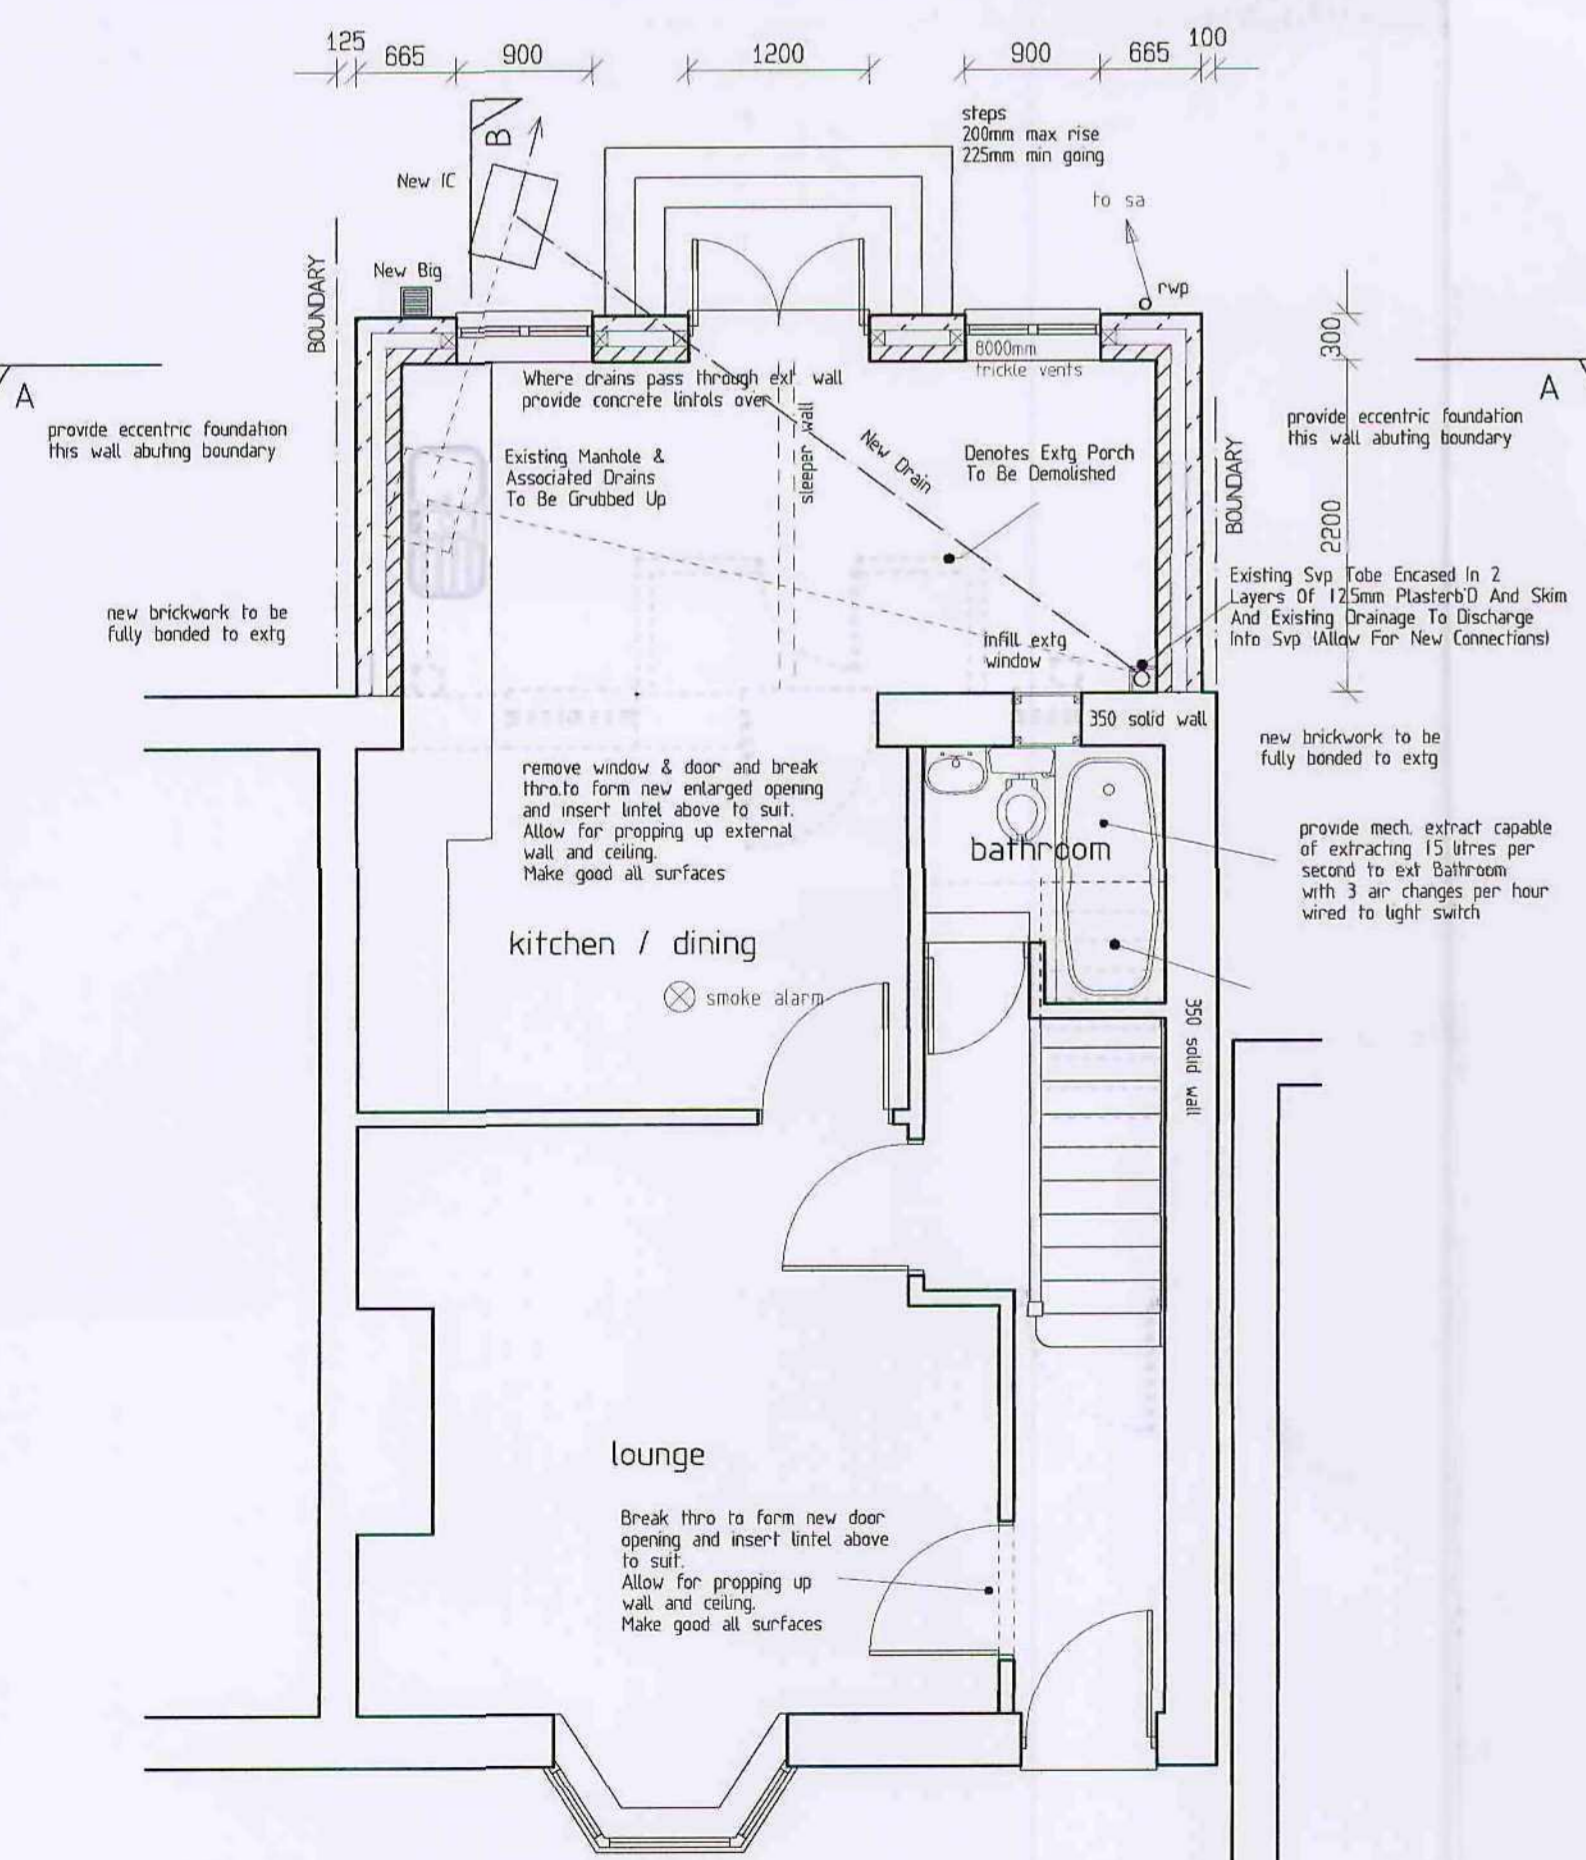 125 665 900 1200 900 665 100
steps
200mm max rise
225mm min going
B
New IC
to sa
BOUNDARY
New Big
rwp
300
8000mm
trickle vents
A
A
Where drains pass through ext wall
provide concrete lintols over
sleeper wall
New Drain
provide eccentric foundation
this wall abuting boundary
provide eccentric foundation
this wall abuting boundary
Existing Manhole &
Associated Drains
To Be Grubbed Up
Denotes Extg Porch
To Be Demolished
BOUNDARY
2200
Existing Svp Tobe Encased In 2
Layers Of 12.5mm Plasterb'D And Skim
And Existing Drainage To Discharge
Into Svp (Allow For New Connections)
new brickwork to be
fully bonded to extg
infill extg
window
350 solid wall
new brickwork to be
fully bonded to extg
remove window & door and break
thro.to form new enlarged opening
and insert lintel above to suit.
Allow for propping up external
wall and ceiling.
Make good all surfaces
bathroom
provide mech. extract capable
of extracting 15 litres per
second to ext Bathroom
with 3 air changes per hour
wired to light switch
kitchen / dining
smoke alarm
350 solid wall
lounge
Break thro to form new door
opening and insert lintel above
to suit.
Allow for propping up
wall and ceiling.
Make good all surfaces